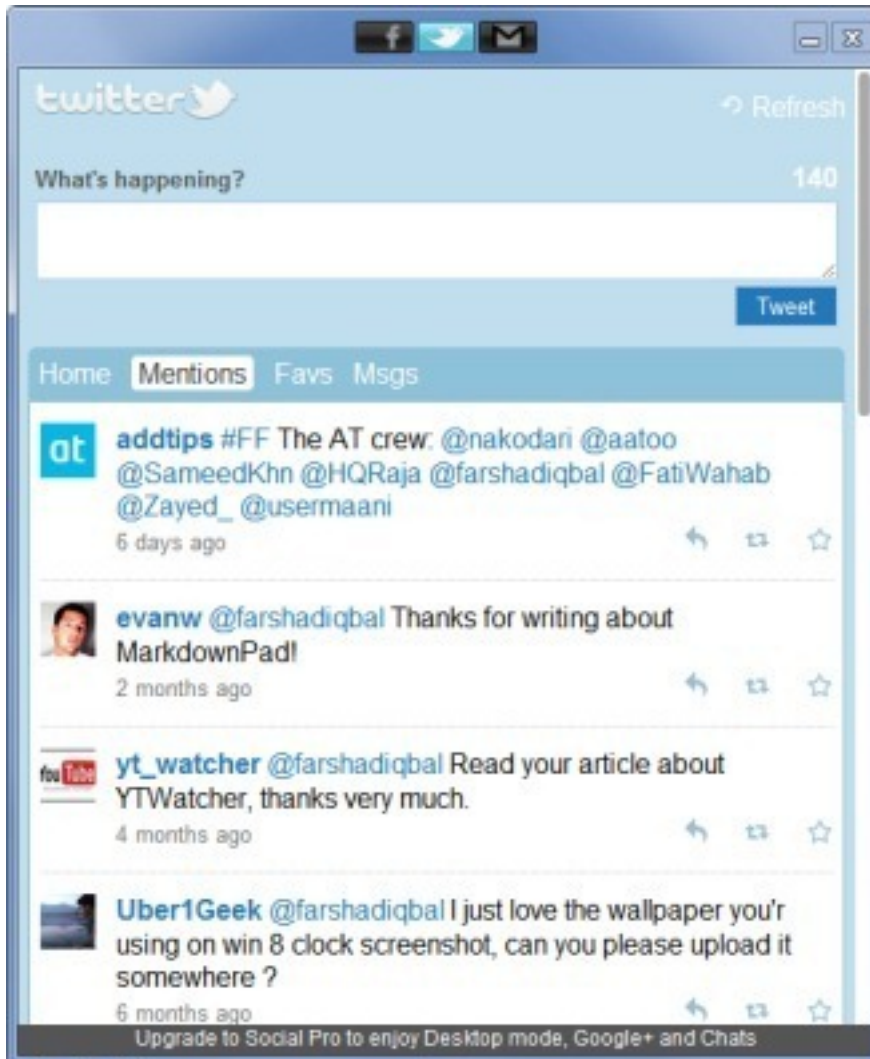 f
twitter
Refresh
What's happening?
140
Tweet
Home Mentions Favs Msgs
at
addtips #FF The AT crew: @nakodari @aatoo
@SameedKhn @HQRaja @farshadiqbal @FatiWahab
@Zayed_ @usermaani
6 days ago
evanw @farshadiqbal Thanks for writing about
MarkdownPad!
2 months ago
You Tube
yt_watcher @farshadiqbal Read your article about
YTWatcher, thanks very much.
4 months ago
Uber1Geek @farshadiqbal I just love the wallpaper you'r
using on win 8 clock screenshot, can you please upload it
somewhere ?
6 months ago
Upgrade to Social Pro to enjoy Desktop mode, Google+ and Chats